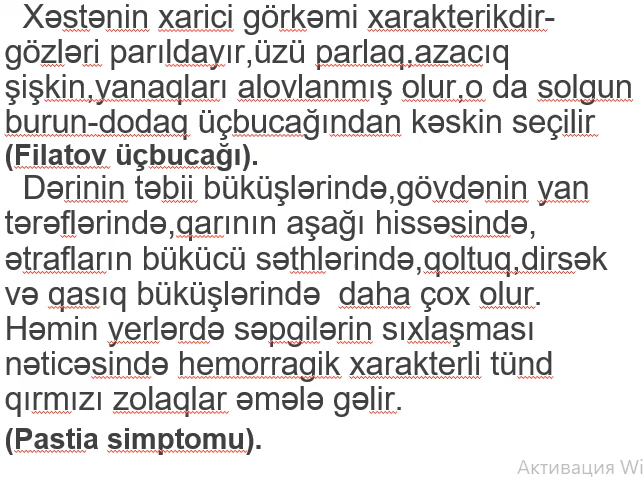 Xəstənin xarici görkəmi xarakterikdir-
gözləri parıldayır,üzü parlaq,azacıq
şişkin,yanaqları alovlanmış olur,o da solgun
burun-dodaq üçbucağından kəskin seçilir
(Filatov üçbucağı).
Dərinin təbii büküşlərində,gövdənin yan
tərəflərində,qarının aşağı hissəsində,
ətrafların bükücü səthlərində,qoltuq,dirsək
və qasıq büküşlərində daha çox olur.
Həmin yerlərdə səpgilərin sıxlaşması
nəticəsində hemorragik xarakterli tünd
qırmızı zolaqlar əmələ gəlir.
(Pastia simptomu).
Активация Wi